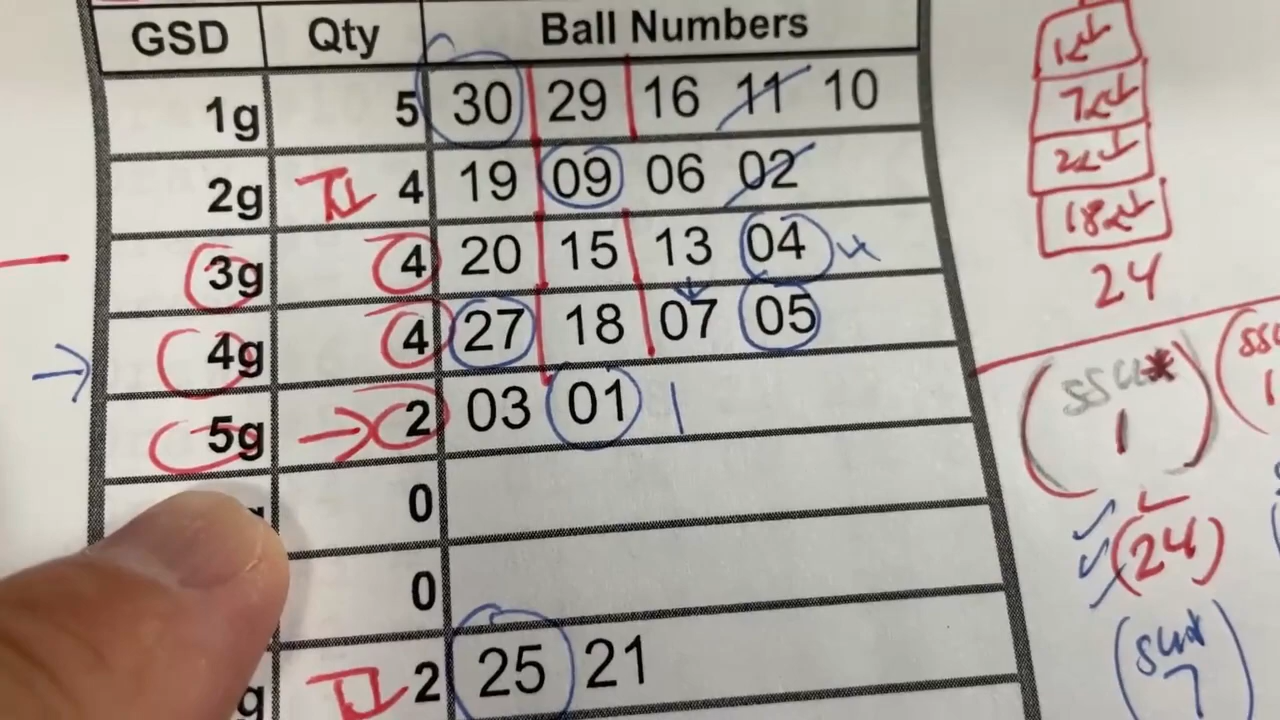 GSD Qty Ball Numbers
1g 5 30 29 16 11 10
2g 4 19 09 06 02
3g 4 20 15 13 04
4g 4 27 18 07 05
5g 2 03 01
0
0
g 2 25 21
24
1
(24)
7